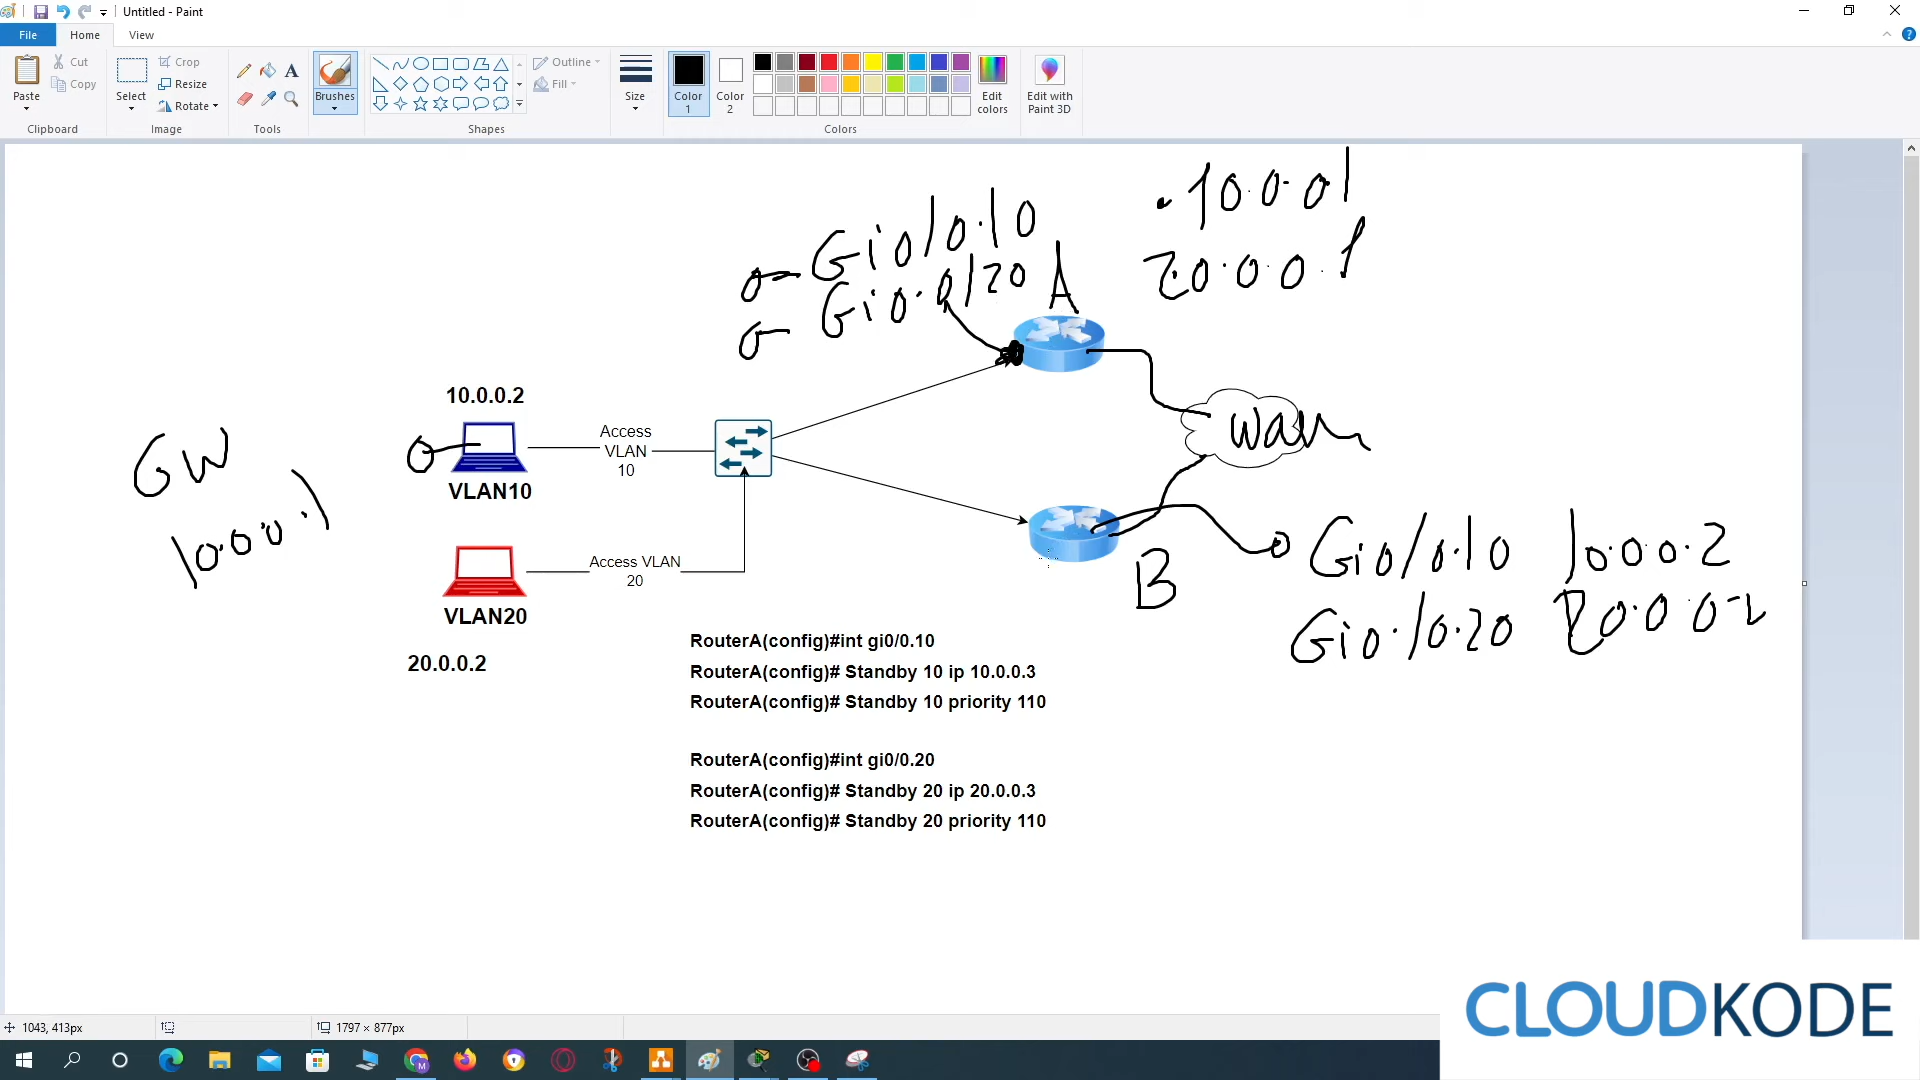 Untitled - Paint
File
Home
View
Paste
Cut
Copy
Clipboard
Select
Crop
Resize
Rotate
Image
Tools
Brushes
Shapes
Outline
Fill
Size
Color 1
Color 2
Colors
Edit colors
Edit with Paint 3D
10.0.0.1
20.0.0.1
Gi0/0.10
Gi0.0/20
A
10.0.0.2
VLAN10
Access
VLAN
10
GW
10.0.0.1
Wan
VLAN20
20.0.0.2
Access VLAN
20
B
Gi0/0.10 10.0.0.2
Gi0./0.20 20.0.0.2
RouterA(config)#int gi0/0.10
RouterA(config)# Standby 10 ip 10.0.0.3
RouterA(config)# Standby 10 priority 110
RouterA(config)#int gi0/0.20
RouterA(config)# Standby 20 ip 20.0.0.3
RouterA(config)# Standby 20 priority 110
1043, 413px
1797 × 877px
CLOUDKODE